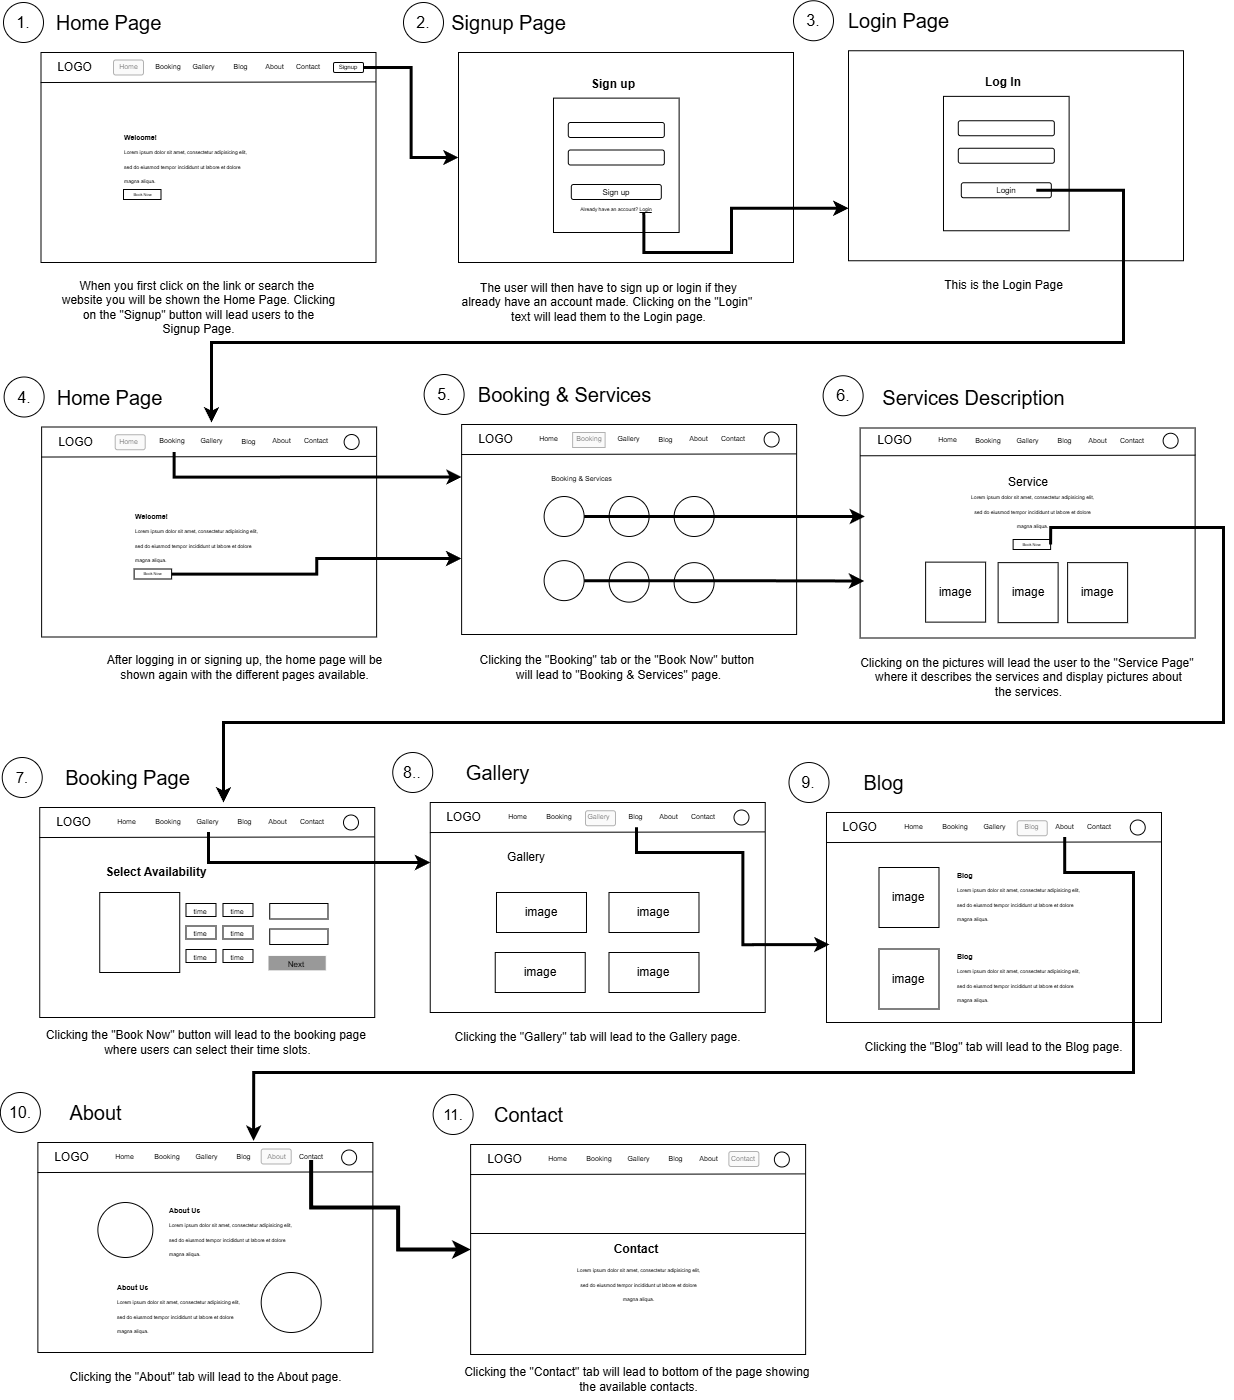 1.
Home Page
LOGO Home Booking Gallery Blog About Contact Signup
Welcome!
Lorem ipsum dolor sit amet, consectetur adipisicing elit,
sed do eiusmod tempor incididunt ut labore et dolore
magna aliqua.
Book Now
When you first click on the link or search the
website you will be shown the Home Page. Clicking
on the "Signup" button will lead users to the
Signup Page.
2.
Signup Page
Sign up
Sign up
Already have an account? Login
The user will then have to sign up or login if they
already have an account made. Clicking on the "Login"
text will lead them to the Login page.
3.
Login Page
Log In
Login
This is the Login Page
4.
Home Page
LOGO Home Booking Gallery Blog About Contact
Welcome!
Lorem ipsum dolor sit amet, consectetur adipisicing elit,
sed do eiusmod tempor incididunt ut labore et dolore
magna aliqua.
Book Now
After logging in or signing up, the home page will be
shown again with the different pages available.
5.
Booking & Services
LOGO Home Booking Gallery Blog About Contact
Booking & Services
Clicking the "Booking" tab or the "Book Now" button
will lead to "Booking & Services" page.
6.
Services Description
LOGO Home Booking Gallery Blog About Contact
Service
Lorem ipsum dolor sit amet, consectetur adipisicing elit,
sed do eiusmod tempor incididunt ut labore et dolore
magna aliqua.
Book Now
image image image
Clicking on the pictures will lead the user to the "Service Page"
where it describes the services and display pictures about
the services.
7.
Booking Page
LOGO Home Booking Gallery Blog About Contact
Select Availability
time time
time time
time time
Next
Clicking the "Book Now" button will lead to the booking page
where users can select their time slots.
8..
Gallery
LOGO Home Booking Gallery Blog About Contact
Gallery
image image
image image
Clicking the "Gallery" tab will lead to the Gallery page.
9.
Blog
LOGO Home Booking Gallery Blog About Contact
image
Blog
Lorem ipsum dolor sit amet, consectetur adipisicing elit,
sed do eiusmod tempor incididunt ut labore et dolore
magna aliqua.
image
Blog
Lorem ipsum dolor sit amet, consectetur adipisicing elit,
sed do eiusmod tempor incididunt ut labore et dolore
magna aliqua.
Clicking the "Blog" tab will lead to the Blog page.
10.
About
LOGO Home Booking Gallery Blog About Contact
About Us
Lorem ipsum dolor sit amet, consectetur adipisicing elit,
sed do eiusmod tempor incididunt ut labore et dolore
magna aliqua.
About Us
Lorem ipsum dolor sit amet, consectetur adipisicing elit,
sed do eiusmod tempor incididunt ut labore et dolore
magna aliqua.
Clicking the "About" tab will lead to the About page.
11.
Contact
LOGO Home Booking Gallery Blog About Contact
Contact
Lorem ipsum dolor sit amet, consectetur adipisicing elit,
sed do eiusmod tempor incididunt ut labore et dolore
magna aliqua.
Clicking the "Contact" tab will lead to bottom of the page showing
the available contacts.